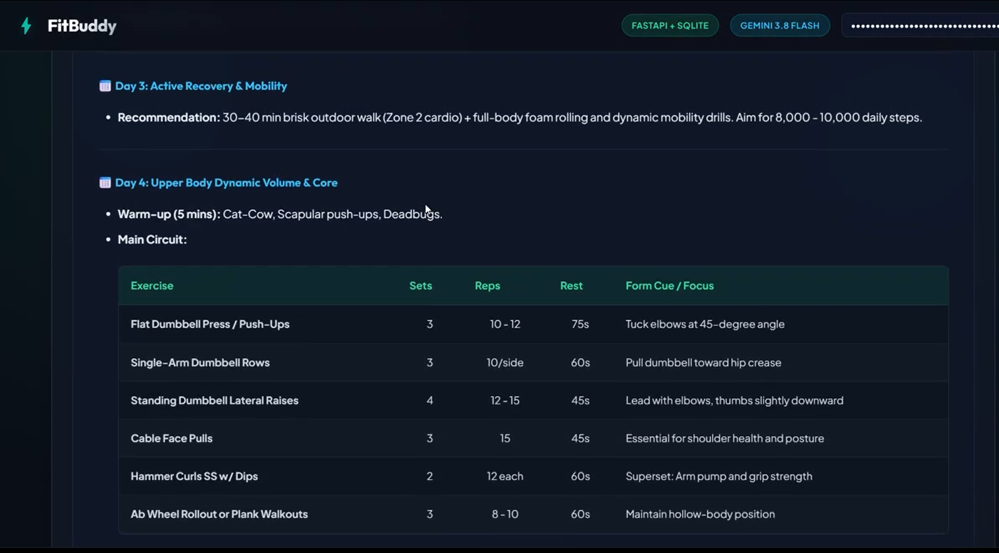 FitBuddy
FASTAPI + SQLITE
GEMINI 3.8 FLASH
Day 3: Active Recovery & Mobility
• Recommendation: 30–40 min brisk outdoor walk (Zone 2 cardio) + full-body foam rolling and dynamic mobility drills. Aim for 8,000 - 10,000 daily steps.
Day 4: Upper Body Dynamic Volume & Core
• Warm-up (5 mins): Cat-Cow, Scapular push-ups, Deadbugs.
• Main Circuit:
Exercise Sets Reps Rest Form Cue / Focus
Flat Dumbbell Press / Push-Ups 3 10 - 12 75s Tuck elbows at 45-degree angle
Single-Arm Dumbbell Rows 3 10/side 60s Pull dumbbell toward hip crease
Standing Dumbbell Lateral Raises 4 12 - 15 45s Lead with elbows, thumbs slightly downward
Cable Face Pulls 3 15 45s Essential for shoulder health and posture
Hammer Curls SS w/ Dips 2 12 each 60s Superset: Arm pump and grip strength
Ab Wheel Rollout or Plank Walkouts 3 8 - 10 60s Maintain hollow-body position